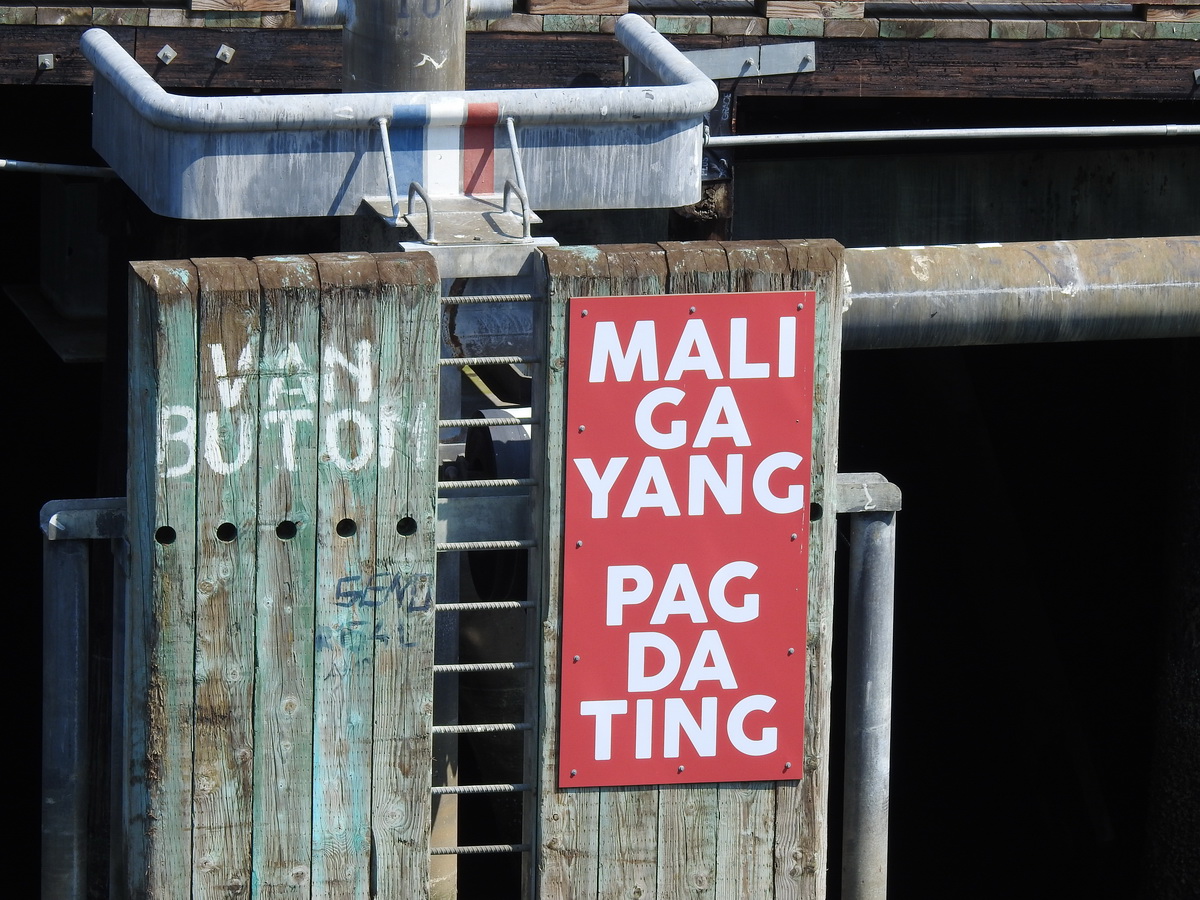 VAN
BUTON
MALI
GA
YANG
PAG
DA
TING